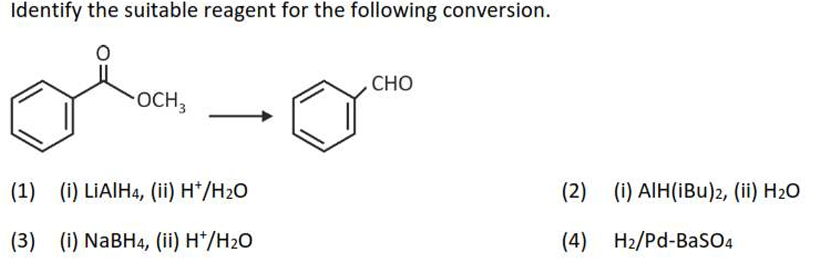 Identify the suitable reagent for the following conversion.
O
OCH₃
CHO
(1) (i) LiAlH₄, (ii) H⁺/H₂O
(2) (i) AlH(iBu)₂, (ii) H₂O
(3) (i) NaBH₄, (ii) H⁺/H₂O
(4) H₂/Pd-BaSO₄